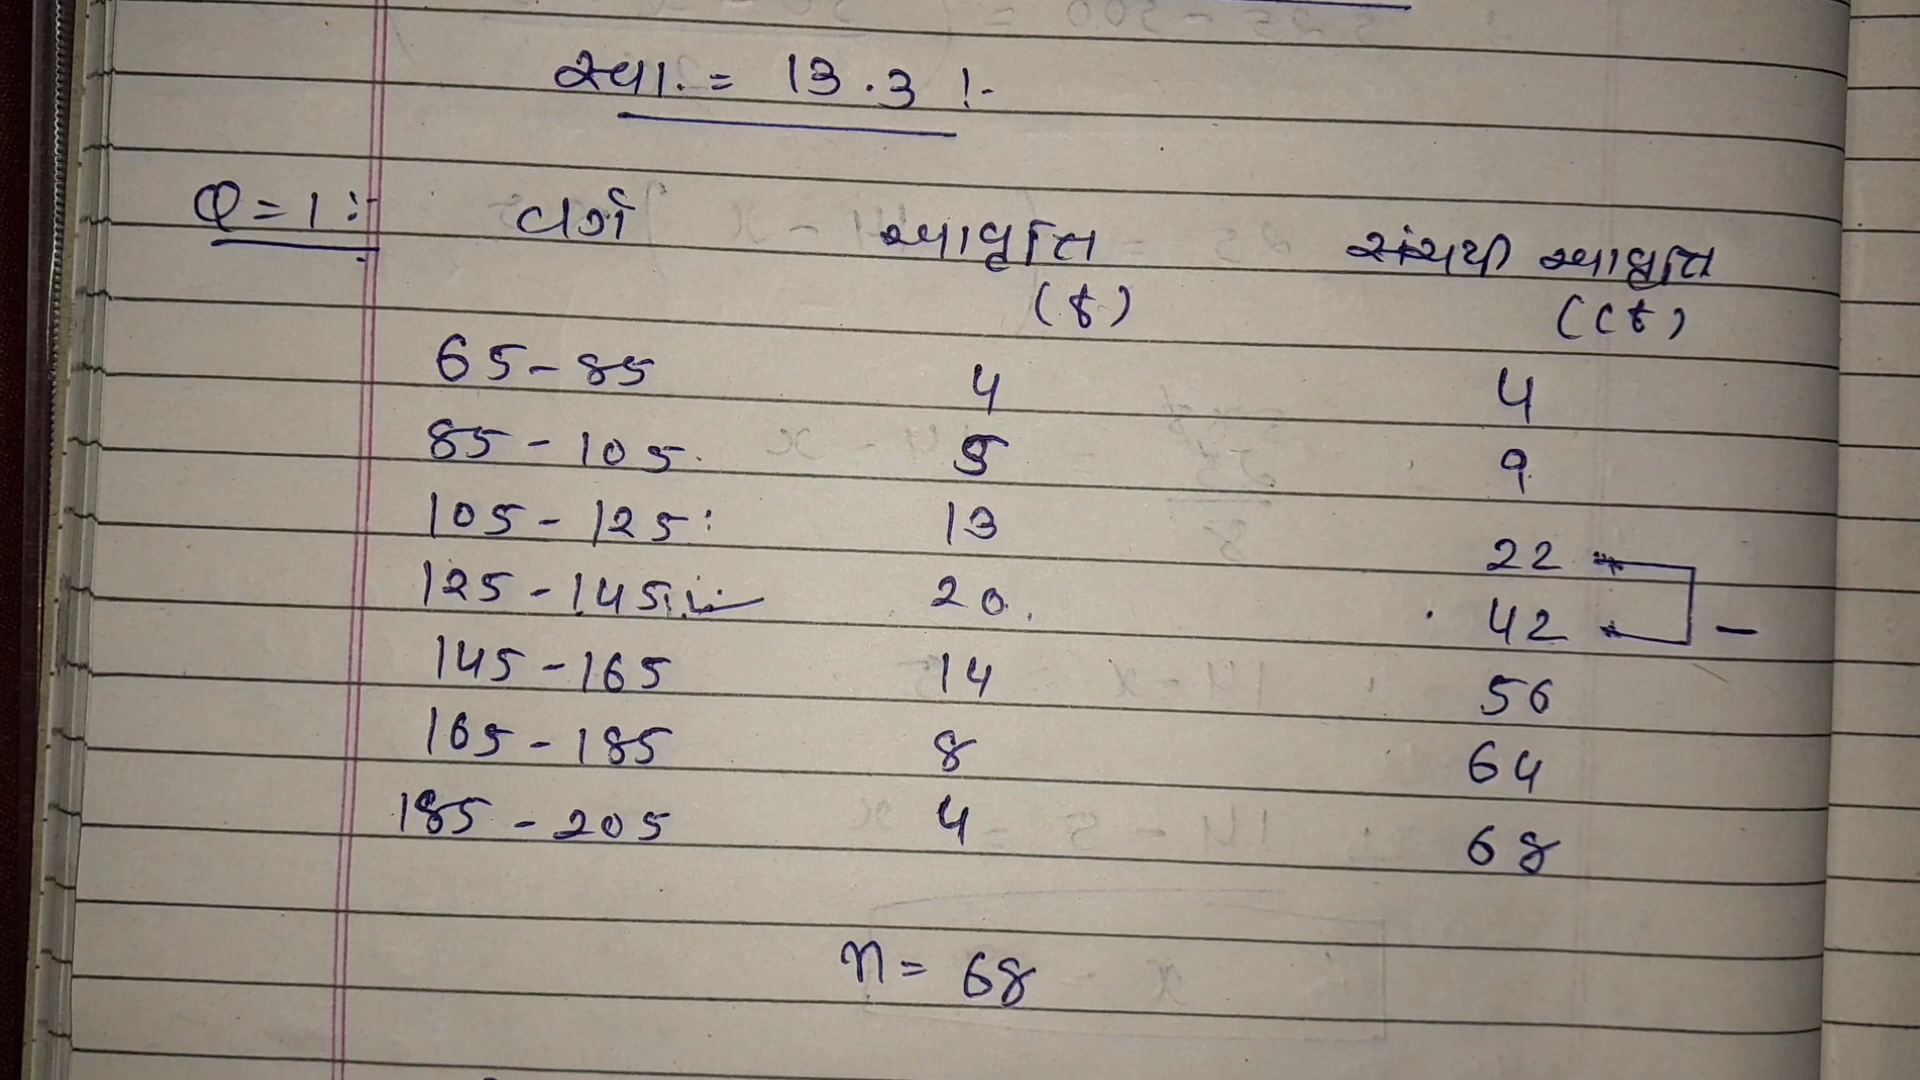 સ્વા. = 13.3 !-
Q=1:- વર્ગ આવૃત્તિ સંચયી આવૃત્તિ
(f) (cf)
65-85 4 4
85-105 5 9
105-125 13 22
125-145 20 42 -
145-165 14 56
165-185 8 64
185-205 4 68
n = 68